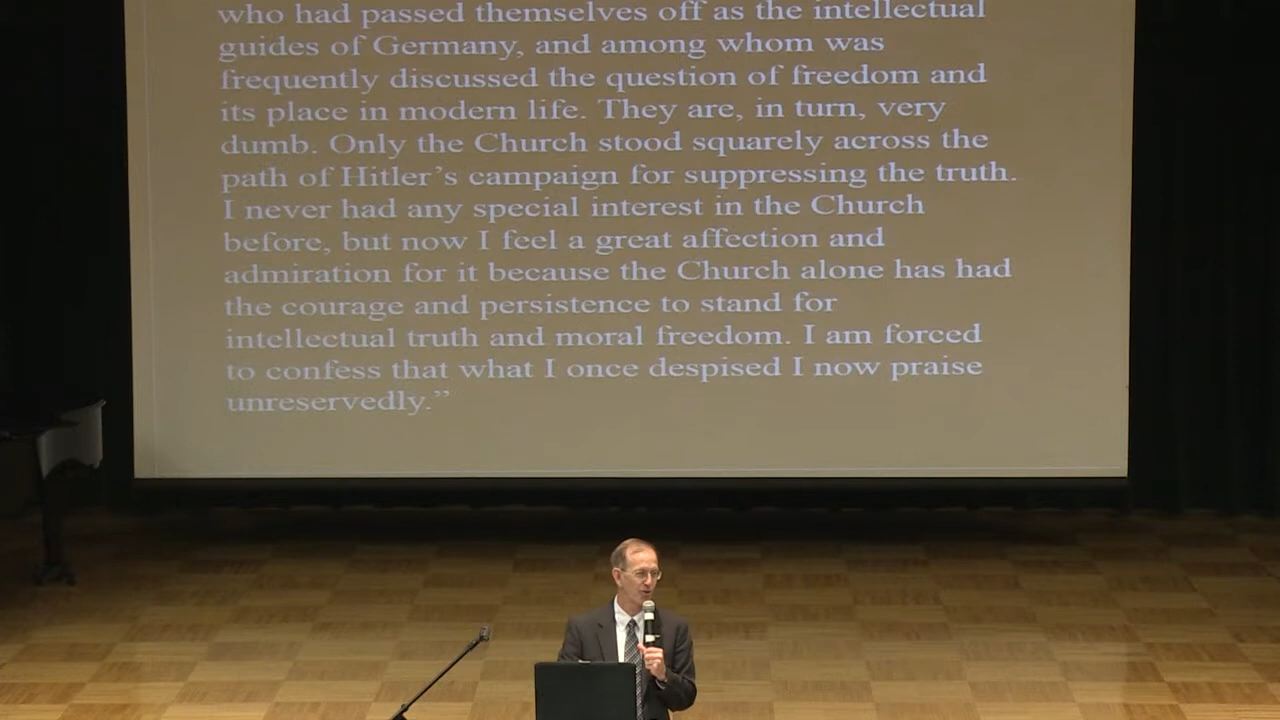 who had passed themselves off as the intellectual
guides of Germany, and among whom was
frequently discussed the question of freedom and
its place in modern life. They are, in turn, very
dumb. Only the Church stood squarely across the
path of Hitler’s campaign for suppressing the truth.
I never had any special interest in the Church
before, but now I feel a great affection and
admiration for it because the Church alone has had
the courage and persistence to stand for
intellectual truth and moral freedom. I am forced
to confess that what I once despised I now praise
unreservedly.”